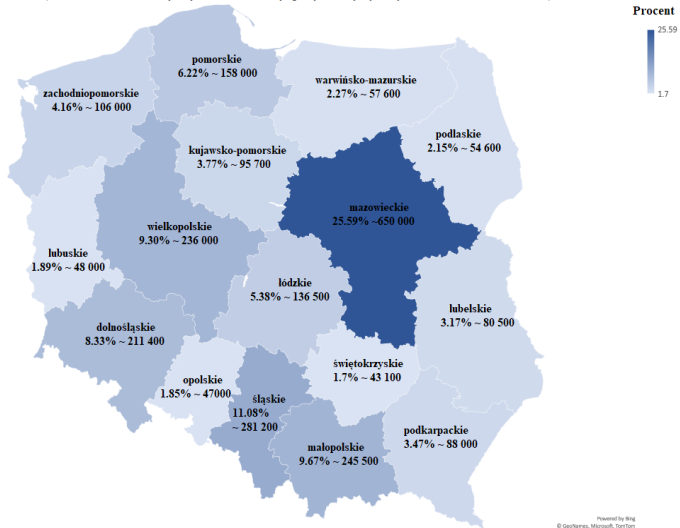 Procent
25.59
1.7
pomorskie
6.22% ~ 158 000
warwińsko-mazurskie
2.27% ~ 57 600
zachodniopomorskie
4.16% ~ 106 000
podlaskie
2.15% ~ 54 600
kujawsko-pomorskie
3.77% ~ 95 700
mazowieckie
25.59% ~650 000
wielkopolskie
9.30% ~ 236 000
lubuskie
1.89% ~ 48 000
łódzkie
5.38% ~ 136 500
lubelskie
3.17% ~ 80 500
dolnośląskie
8.33% ~ 211 400
świętokrzyskie
1.7% ~ 43 100
opolskie
1.85% ~ 47000
śląskie
11.08%
~ 281 200
podkarpackie
3.47% ~ 88 000
małopolskie
9.67% ~ 245 500
Powered by Bing
© GeoNames, Microsoft, TomTom